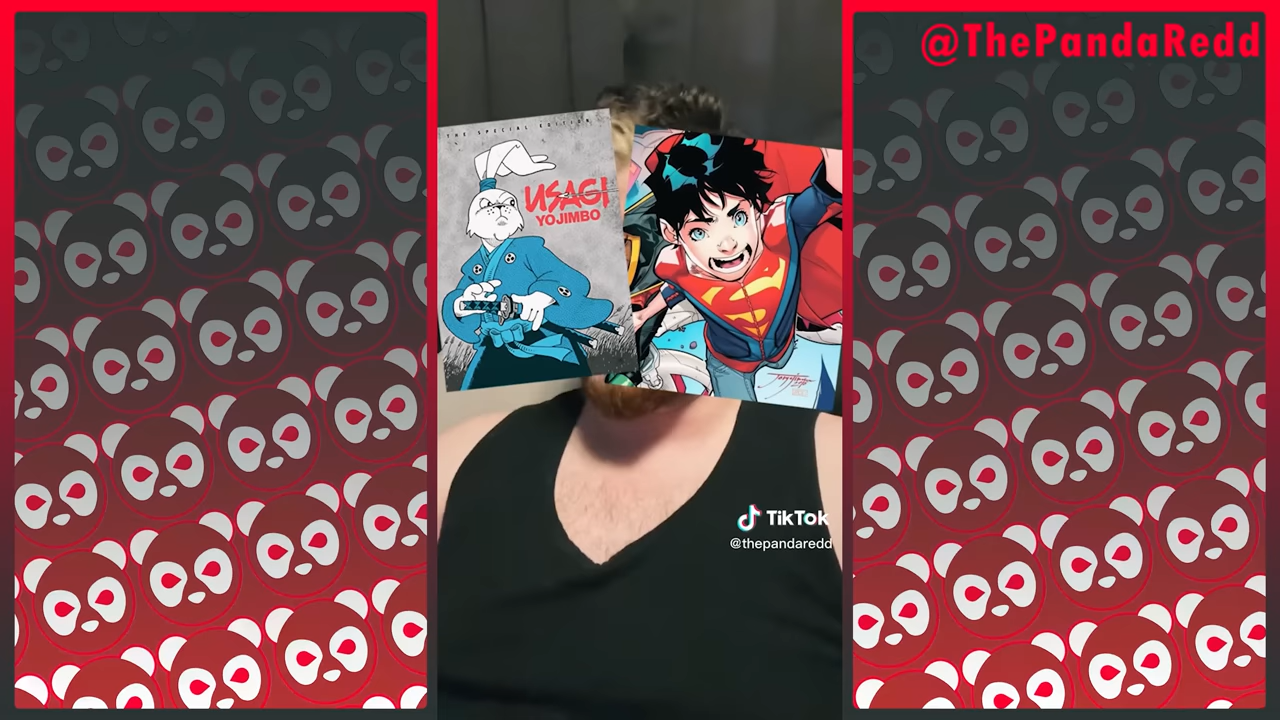 @ThePandaRedd
THE SPECIAL EDITION
USAGI
YOJIMBO
TikTok
@thepandaredd